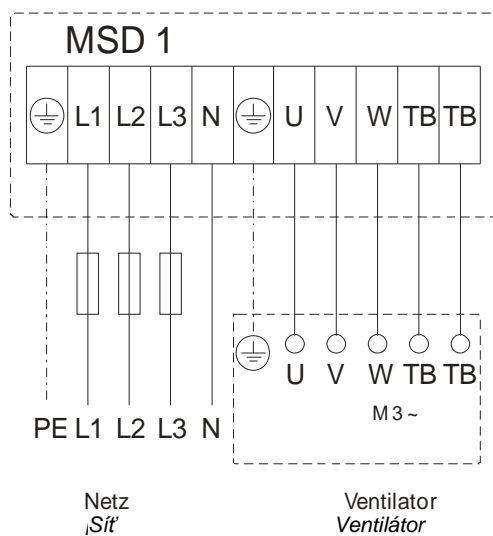 MSD 1
L1 L2 L3 N U V W TB TB
U V W TB TB
M 3 ~
PE L1 L2 L3 N
Netz Ventilator
Síť Ventilátor